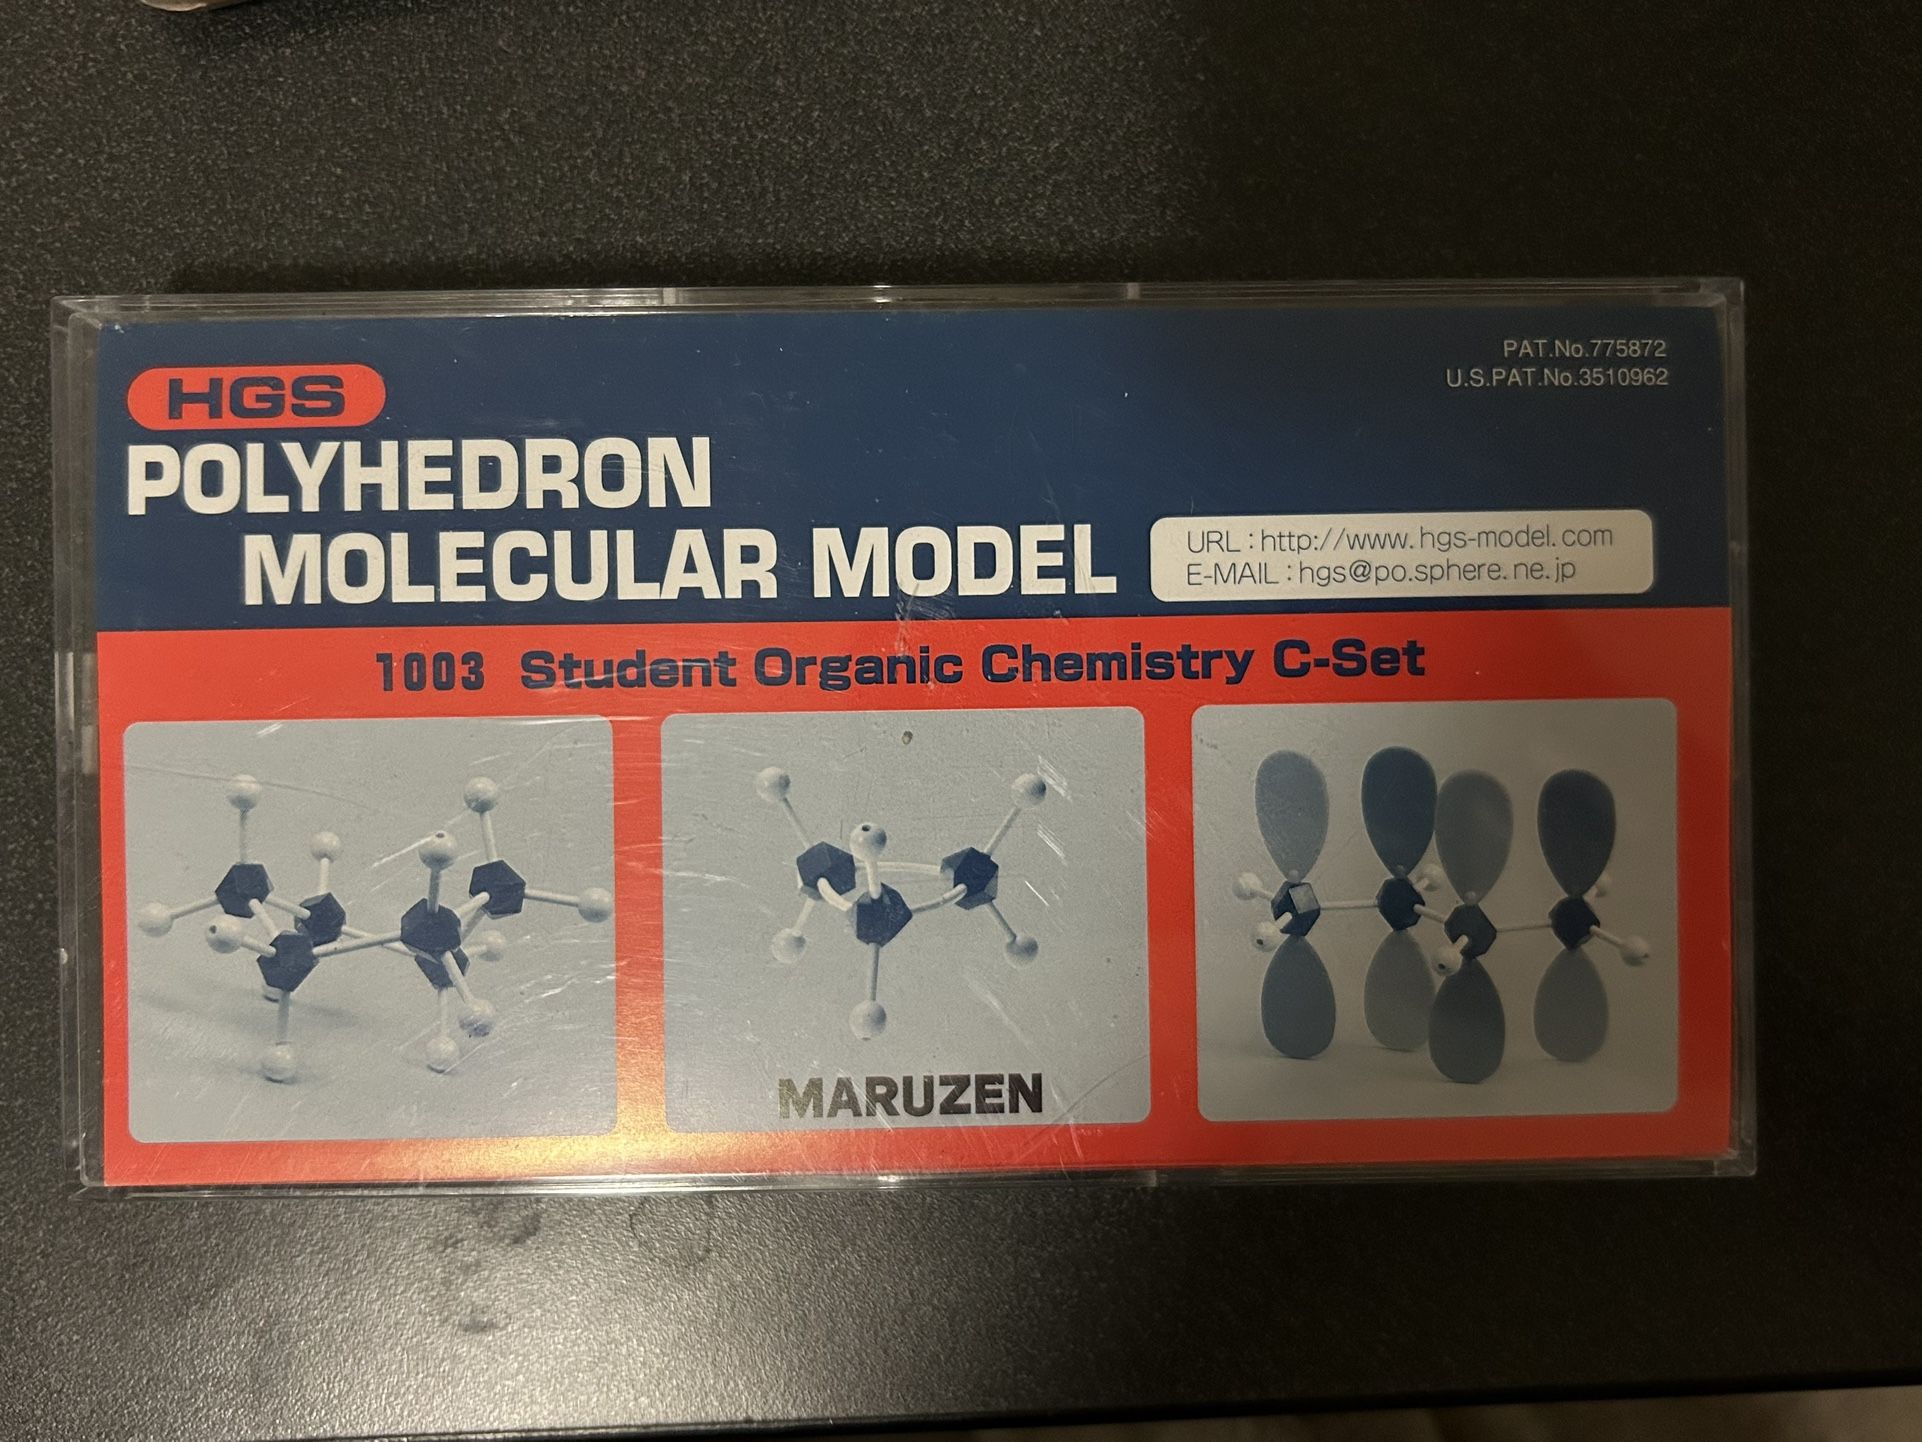 PAT.No.775872
U.S.PAT.No.3510962
HGS
POLYHEDRON
MOLECULAR MODEL
URL : http://www.hgs-model.com
E-MAIL : hgs@po.sphere.ne.jp
1003 Student Organic Chemistry C-Set
MARUZEN